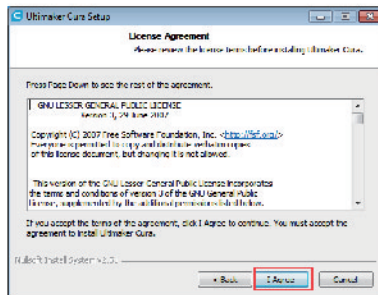 Ultimaker Cura Setup
License Agreement
Please review the license terms before installing Ultimaker Cura.
Press Page Down to see the rest of the agreement.
GNU LESSER GENERAL PUBLIC LICENSE
Version 3, 29 June 2007
Copyright (C) 2007 Free Software Foundation, Inc. <http://fsf.org/>
Everyone is permitted to copy and distribute verbatim copies
of this license document, but changing it is not allowed.
This version of the GNU Lesser General Public License incorporates
the terms and conditions of version 3 of the GNU General Public
License, supplemented by the additional permissions listed below.
If you accept the terms of the agreement, click I Agree to continue. You must accept the
agreement to install Ultimaker Cura.
Nullsoft Install System
< Back
I Agree
Cancel